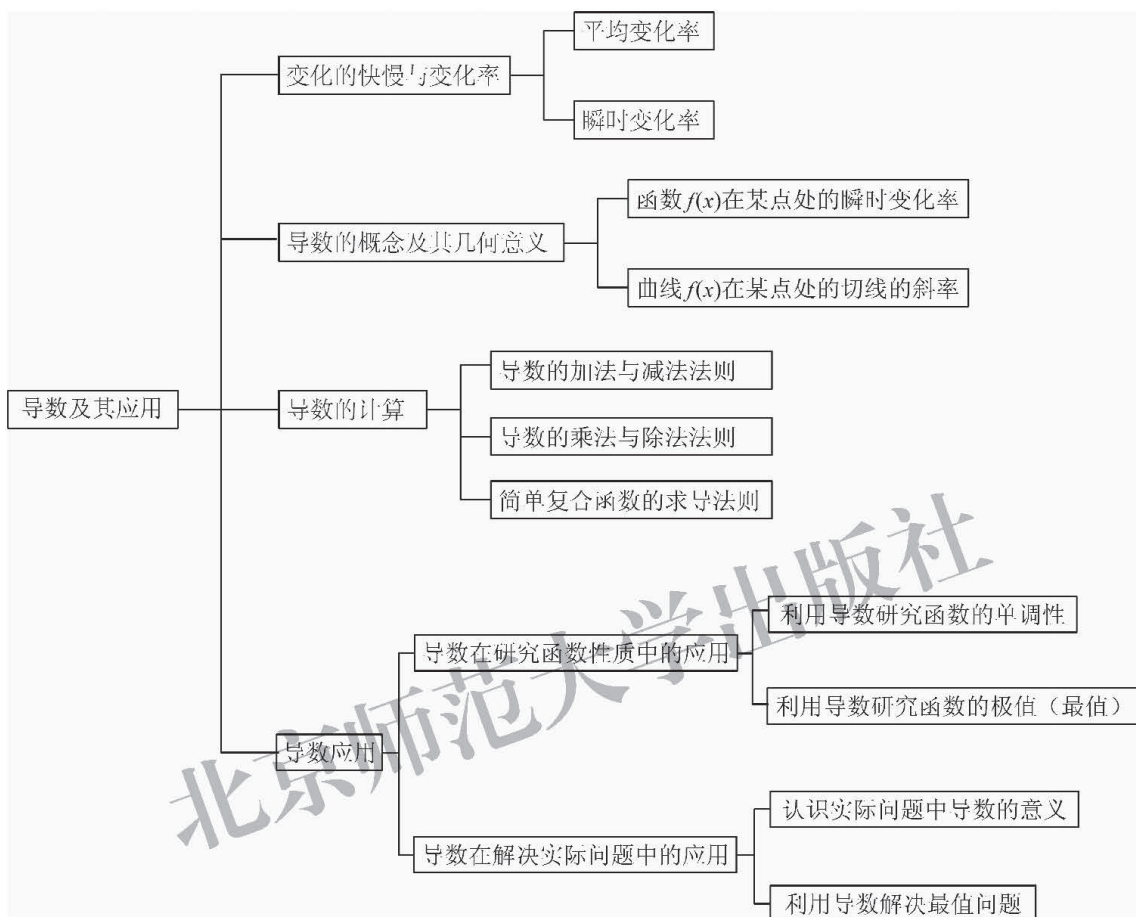 平均变化率
变化的快慢与变化率
瞬时变化率
函数f(x)在某点处的瞬时变化率
导数的概念及其几何意义
曲线f(x)在某点处的切线的斜率
导数的加法与减法法则
导数及其应用
导数的计算
导数的乘法与除法法则
简单复合函数的求导法则
利用导数研究函数的单调性
导数在研究函数性质中的应用
利用导数研究函数的极值（最值）
导数应用
认识实际问题中导数的意义
导数在解决实际问题中的应用
利用导数解决最值问题
北京师范大学出版社